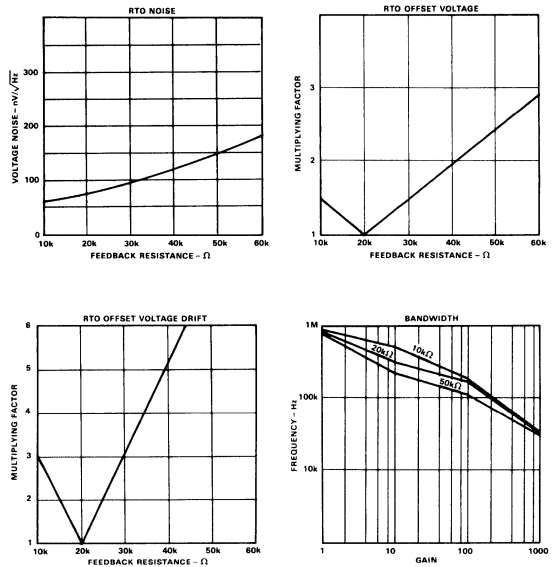 RTO NOISE
VOLTAGE NOISE – nV/√Hz
300
200
100
0
10k 20k 30k 40k 50k 60k
FEEDBACK RESISTANCE – Ω
RTO OFFSET VOLTAGE
MULTIPLYING FACTOR
3
2
1
10k 20k 30k 40k 50k 60k
FEEDBACK RESISTANCE – Ω
RTO OFFSET VOLTAGE DRIFT
MULTIPLYING FACTOR
6
5
4
3
2
1
10k 20k 30k 40k 50k 60k
FEEDBACK RESISTANCE – Ω
BANDWIDTH
FREQUENCY – Hz
1M
100k
10k
10kΩ
20kΩ
50kΩ
1 10 100 1000
GAIN